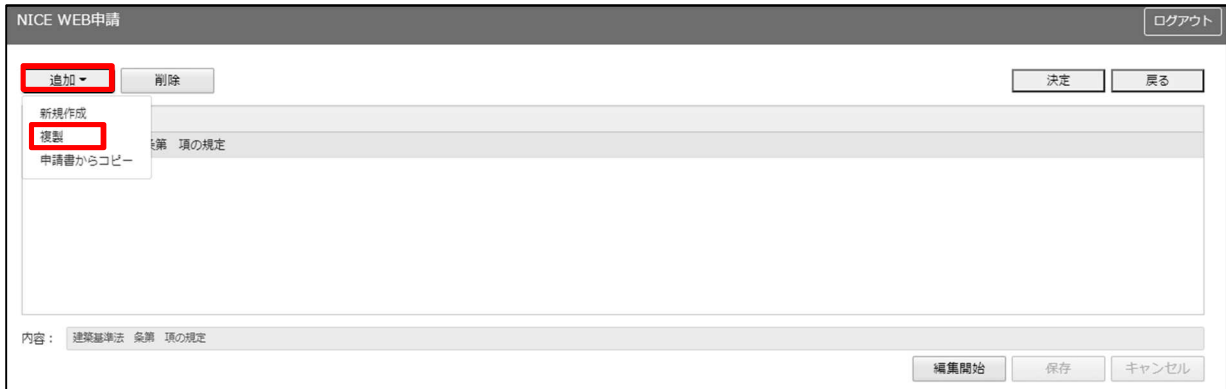 NICE WEB申請
ログアウト
追加
削除
決定
戻る
新規作成
複製
条第 項の規定
申請書からコピー
内容：
建築基準法 条第 項の規定
編集開始
保存
キャンセル